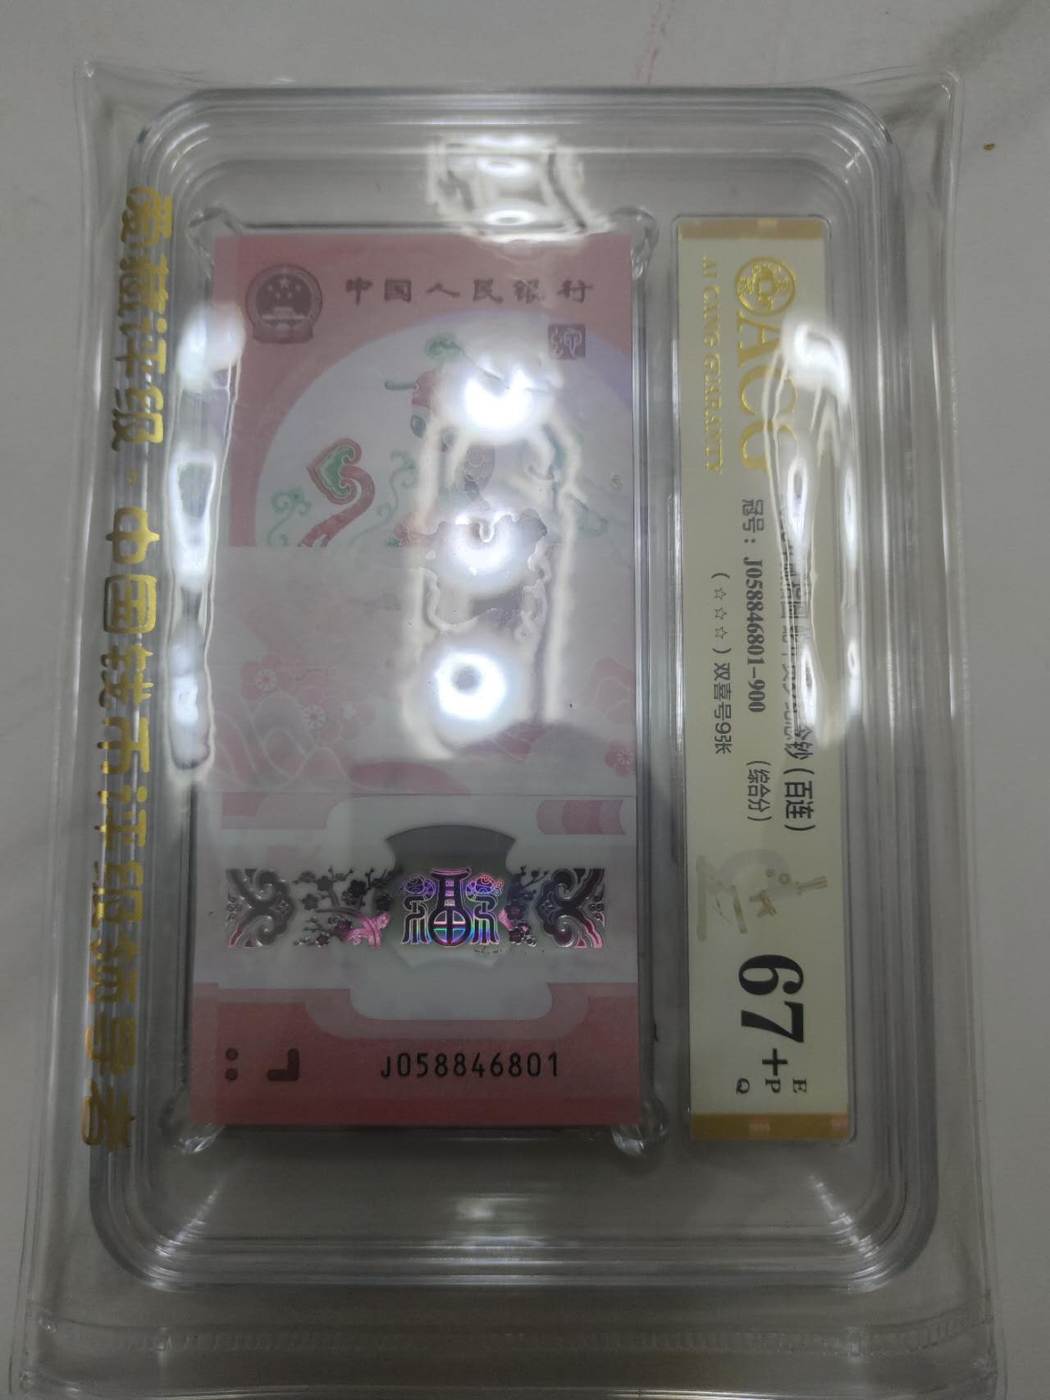 中国人民银行
J058846801
爱藏评级·中国钱币评级标导者
ACG
AI CANG GUARANTY
(百连)
冠号：J058846801-900 (综合分)
(☆☆☆) 双喜号9张
67+
EPQ